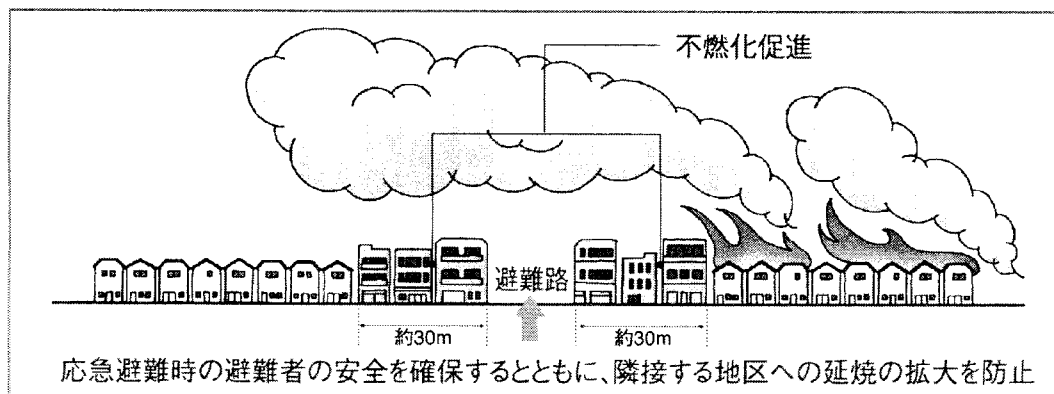 不燃化促進
避難路
約30m
約30m
応急避難時の避難者の安全を確保するとともに、隣接する地区への延焼の拡大を防止